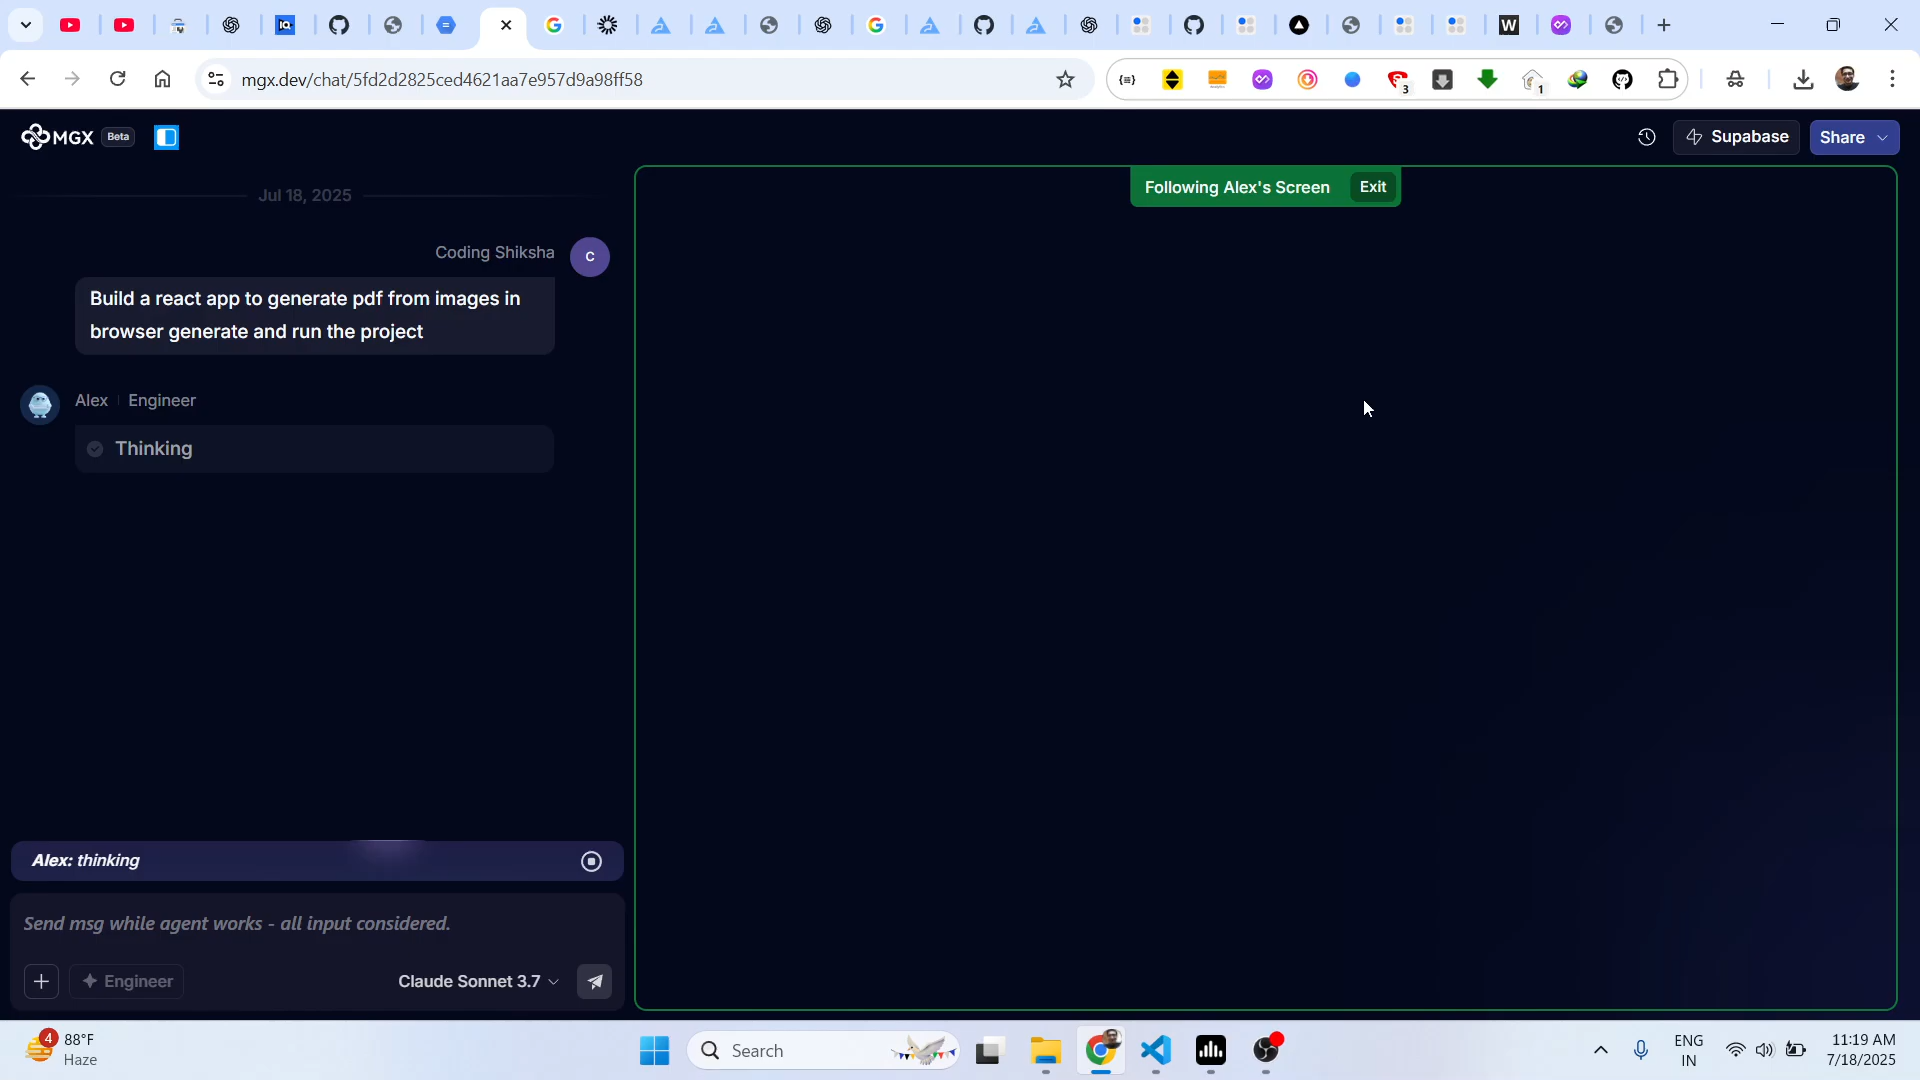 IQ
W
mgx.dev/chat/5fd2d2825ced4621aa7e957d9a98ff58
3
1
MGX Beta
Supabase
Share
Jul 18, 2025
Following Alex's Screen Exit
Coding Shiksha
C
Build a react app to generate pdf from images in
browser generate and run the project
Alex Engineer
Thinking
Alex: thinking
Send msg while agent works - all input considered.
Engineer
Claude Sonnet 3.7
4
88°F
Haze
Search
ENG
IN
11:19 AM
7/18/2025